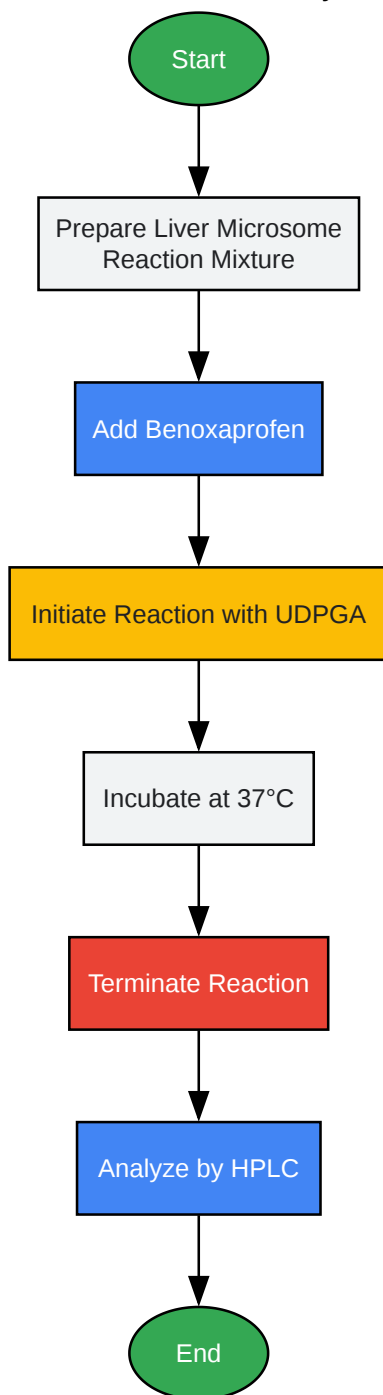 Start
Prepare Liver Microsome
Reaction Mixture
Add Benoxaprofen
Initiate Reaction with UDPGA
Incubate at 37°C
Terminate Reaction
Analyze by HPLC
End